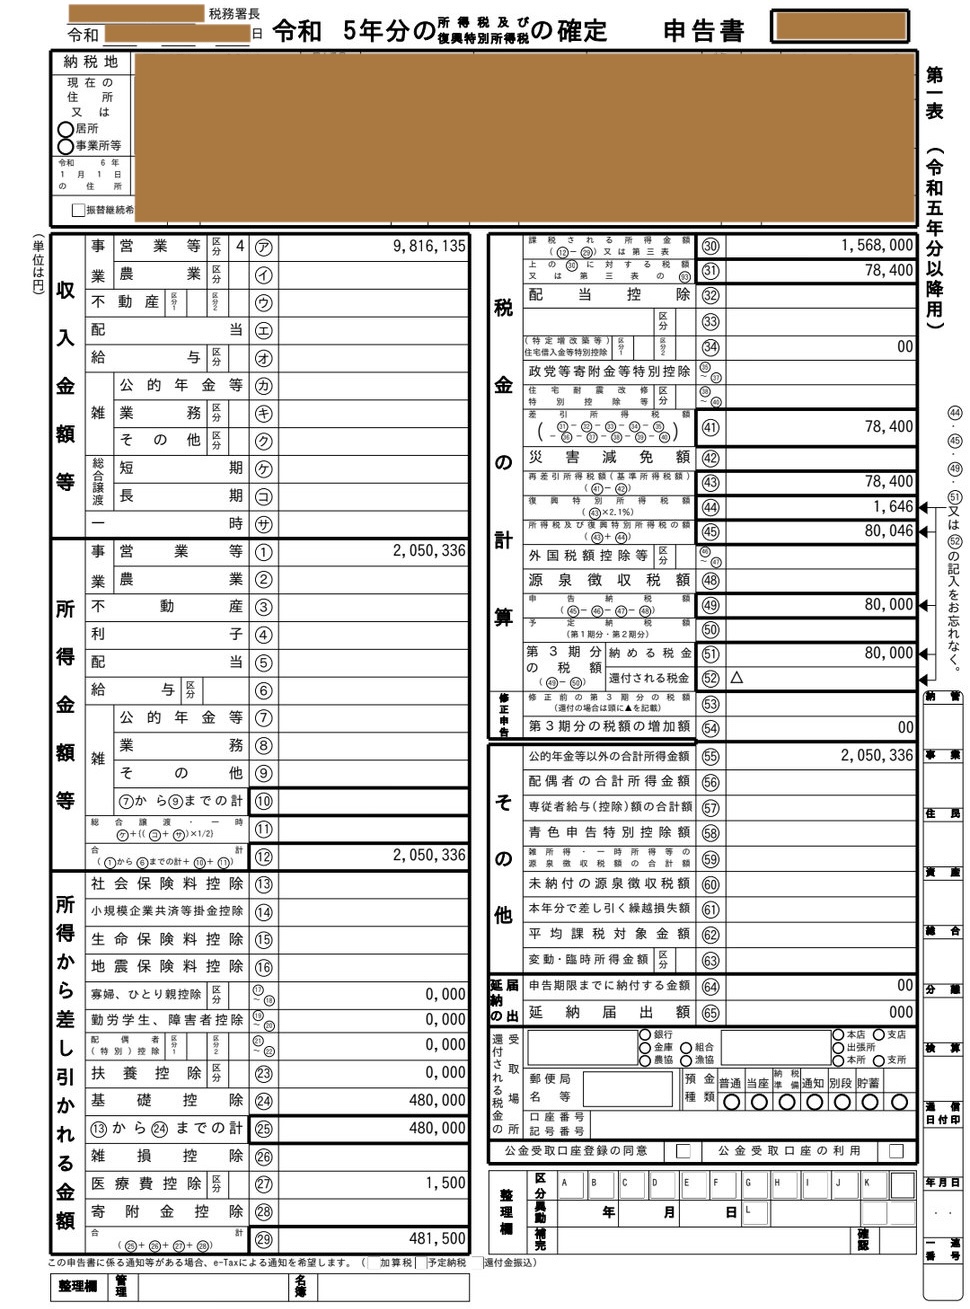 税務署長
令和 日
令和 5年分の所得税及び復興特別所得税の確定 申告書
第一表 （令和五年分以降用）
納税地
現在の
住所
又は
○居所
○事業所等
令和 6年
1月1日
の住所
□振替継続希
（単位は円）
収入金額等
事業 営業等 区分 4 ㋐ 9,816,135
農業 区分 ㋑
不動産 区分1 区分2 ㋒
配当 ㋓
給与 区分 ㋔
雑 公的年金等 ㋕
業務 区分 ㋖
その他 区分 ㋗
総合譲渡 短期 ㋘
長期 ㋙
一時 ㋚
所得金額等
事業 営業等 ① 2,050,336
農業 ②
不動産 ③
利子 ④
配当 ⑤
給与 区分 ⑥
雑 公的年金等 ⑦
業務 ⑧
その他 ⑨
⑦から⑨までの計 ⑩
総合譲渡・一時 ㋘+{(㋙+㋚)×1/2} ⑪
合計 (①から⑥までの計+⑩+⑪) ⑫ 2,050,336
所得から差し引かれる金額
社会保険料控除 ⑬
小規模企業共済等掛金控除 ⑭
生命保険料控除 ⑮
地震保険料控除 ⑯
寡婦、ひとり親控除 区分 ⑰～⑱ 0,000
勤労学生、障害者控除 ⑲～⑳ 0,000
配偶者(特別)控除 区分1 区分2 ㉑～㉒ 0,000
扶養控除 区分 ㉓ 0,000
基礎控除 ㉔ 480,000
⑬から㉔までの計 ㉕ 480,000
雑損控除 ㉖
医療費控除 区分 ㉗ 1,500
寄附金控除 ㉘
合計 (㉕+㉖+㉗+㉘) ㉙ 481,500
この申告書に係る通知等がある場合、e-Taxによる通知を希望します。（□加算税 □予定納税 □還付金振込）
整理欄 管理 名簿
税金の計算
課税される所得金額 (⑫－㉙)又は第三表 ㉚ 1,568,000
上の㉚に対する税額 又は第三表の93 ㉛ 78,400
配当控除 ㉜
区分 ㉝
(特定増改築等) 住宅借入金等特別控除 区分1 区分2 ㉞ 00
政党等寄附金等特別控除 ㉟～㊲
住宅耐震改修特別控除等 区分 ㊳～㊵
差引所得税額 (㉛－㉜－㉝－㉞－㉟－㊱－㊲－㊳－㊴－㊵) ㊶ 78,400
災害減免額 ㊷
再差引所得税額(基準所得税額) (㊶－㊷) ㊸ 78,400
復興特別所得税額 (㊸×2.1%) ㊹ 1,646
所得税及び復興特別所得税の額 (㊸+㊹) ㊺ 80,046
外国税額控除等 区分 ㊻～㊼
源泉徴収税額 ㊽
申告納税額 (㊺－㊻－㊼－㊽) ㊾ 80,000
予定納税額 (第1期分・第2期分) ㊿
第3期分の税額 (㊾－㊿) 納める税金 51 80,000
還付される税金 52 △
修正申告
修正前の第3期分の税額 (還付の場合は頭に▲を記載) 53
第3期分の税額の増加額 54 00
その他
公的年金等以外の合計所得金額 55 2,050,336
配偶者の合計所得金額 56
専従者給与(控除)額の合計額 57
青色申告特別控除額 58
雑所得・一時所得等の源泉徴収税額の合計額 59
未納付の源泉徴収税額 60
本年分で差し引く繰越損失額 61
平均課税対象金額 62
変動・臨時所得金額 区分 63
延納の届出
申告期限までに納付する金額 64 00
延納届出額 65 000
還付される税金の受取場所
○銀行 ○金庫 ○組合 ○農協 ○漁協
○本店 ○支店 ○出張所 ○本所 ○支所
郵便局名等
預金種類 普通 当座 納税準備 通知 別段 貯蓄
口座番号
記号番号
公金受取口座登録の同意 □ 公金受取口座の利用 □
整理欄
区分 A B C D E F G H I J K
異動 年 月 日 L
補完 確認
㊹・㊺・㊾・51又は52の記入をお忘れなく。
納管
事業
住民
資産
総合
分離
検算
通信日付印
年月日
・ ・
一連番号